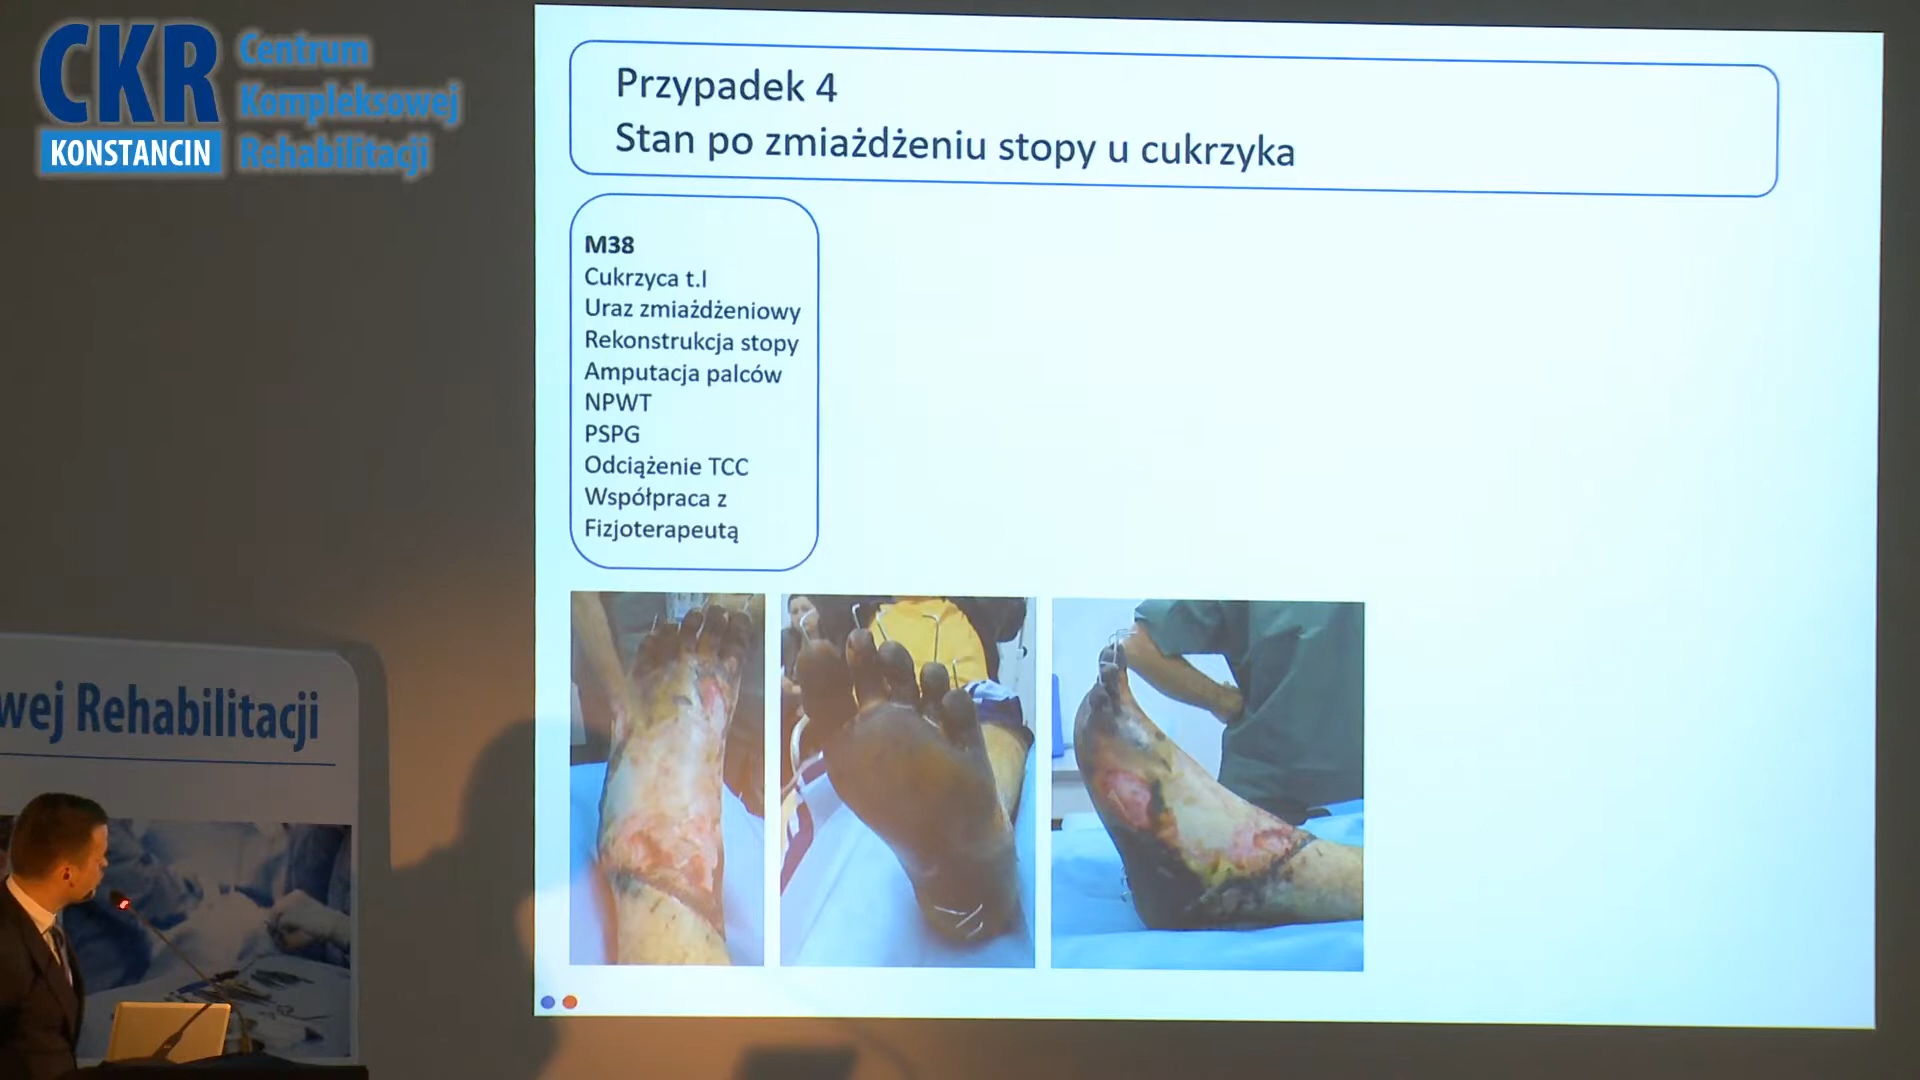 CKR Centrum
Kompleksowej
KONSTANCIN Rehabilitacji
Przypadek 4
Stan po zmiażdżeniu stopy u cukrzyka
M38
Cukrzyca t.I
Uraz zmiażdżeniowy
Rekonstrukcja stopy
Amputacja palców
NPWT
PSPG
Odciążenie TCC
Współpraca z
Fizjoterapeutą
wej Rehabilitacji